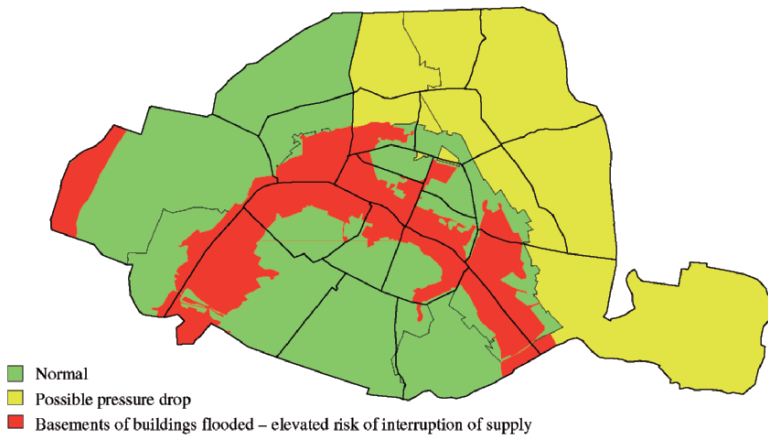 Normal
Possible pressure drop
Basements of buildings flooded – elevated risk of interruption of supply